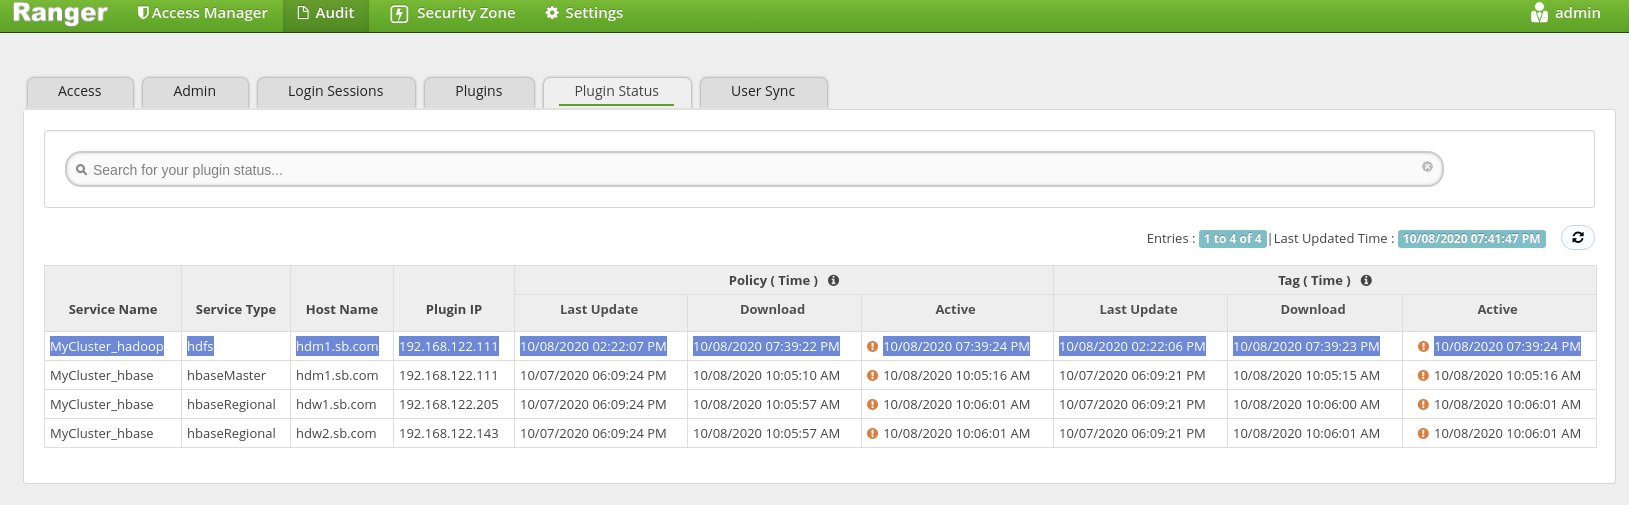 Ranger Access Manager Audit Security Zone Settings admin
Access Admin Login Sessions Plugins Plugin Status User Sync
Search for your plugin status...
Entries : 1 to 4 of 4 | Last Updated Time : 10/08/2020 07:41:47 PM
Policy ( Time ) Tag ( Time )
Service Name Service Type Host Name Plugin IP Last Update Download Active Last Update Download Active
MyCluster_hadoop hdfs hdm1.sb.com 192.168.122.111 10/08/2020 02:22:07 PM 10/08/2020 07:39:22 PM 10/08/2020 07:39:24 PM 10/08/2020 02:22:06 PM 10/08/2020 07:39:23 PM 10/08/2020 07:39:24 PM
MyCluster_hbase hbaseMaster hdm1.sb.com 192.168.122.111 10/07/2020 06:09:24 PM 10/08/2020 10:05:10 AM 10/08/2020 10:05:16 AM 10/07/2020 06:09:21 PM 10/08/2020 10:05:15 AM 10/08/2020 10:05:16 AM
MyCluster_hbase hbaseRegional hdw1.sb.com 192.168.122.205 10/07/2020 06:09:24 PM 10/08/2020 10:05:57 AM 10/08/2020 10:06:01 AM 10/07/2020 06:09:21 PM 10/08/2020 10:06:00 AM 10/08/2020 10:06:01 AM
MyCluster_hbase hbaseRegional hdw2.sb.com 192.168.122.143 10/07/2020 06:09:24 PM 10/08/2020 10:05:57 AM 10/08/2020 10:06:01 AM 10/07/2020 06:09:21 PM 10/08/2020 10:06:01 AM 10/08/2020 10:06:01 AM